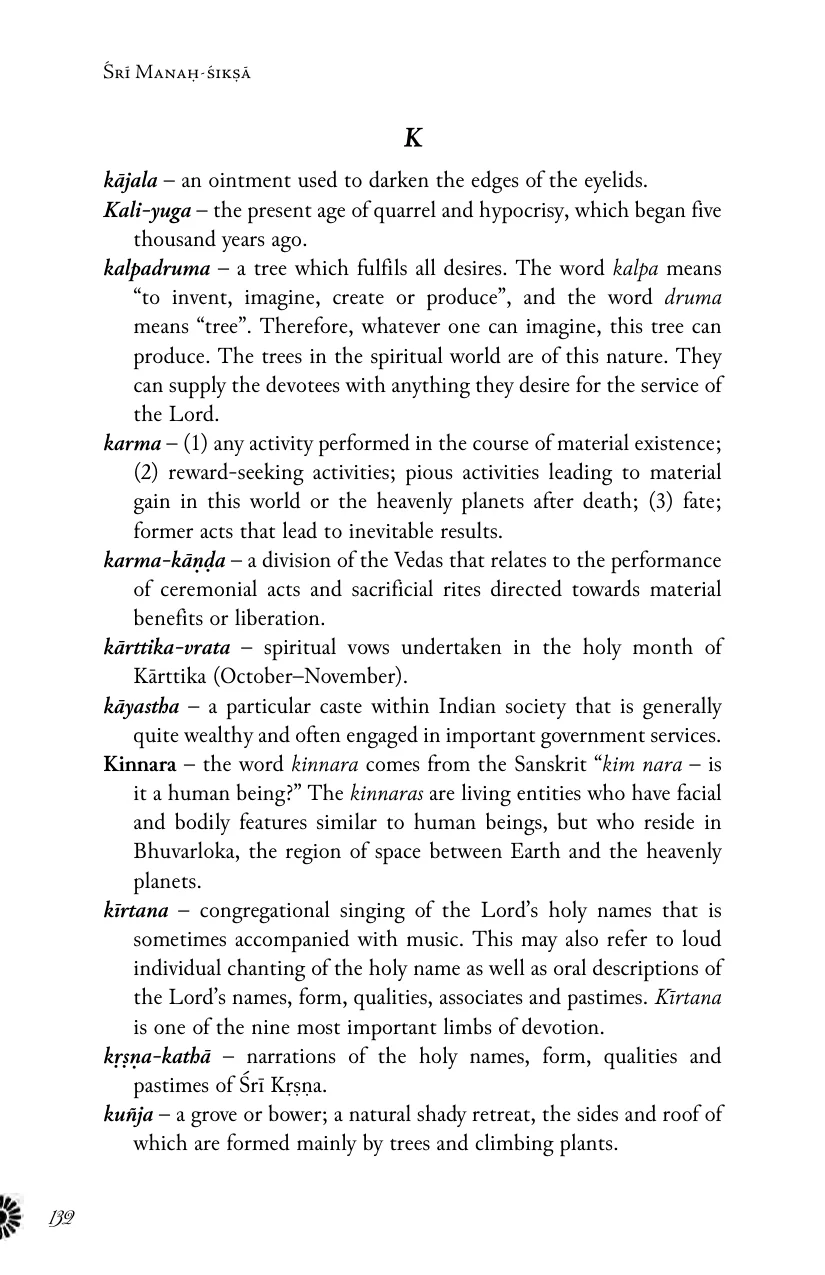 Śrī Manaḥ-śikṣā
K
kājala – an ointment used to darken the edges of the eyelids.
Kali-yuga – the present age of quarrel and hypocrisy, which began five
thousand years ago.
kalpadruma – a tree which fulfils all desires. The word kalpa means
“to invent, imagine, create or produce”, and the word druma
means “tree”. Therefore, whatever one can imagine, this tree can
produce. The trees in the spiritual world are of this nature. They
can supply the devotees with anything they desire for the service of
the Lord.
karma – (1) any activity performed in the course of material existence;
(2) reward-seeking activities; pious activities leading to material
gain in this world or the heavenly planets after death; (3) fate;
former acts that lead to inevitable results.
karma-kāṇḍa – a division of the Vedas that relates to the performance
of ceremonial acts and sacrificial rites directed towards material
benefits or liberation.
kārttika-vrata – spiritual vows undertaken in the holy month of
Kārttika (October–November).
kāyastha – a particular caste within Indian society that is generally
quite wealthy and often engaged in important government services.
Kinnara – the word kinnara comes from the Sanskrit “kim nara – is
it a human being?” The kinnaras are living entities who have facial
and bodily features similar to human beings, but who reside in
Bhuvarloka, the region of space between Earth and the heavenly
planets.
kīrtana – congregational singing of the Lord’s holy names that is
sometimes accompanied with music. This may also refer to loud
individual chanting of the holy name as well as oral descriptions of
the Lord’s names, form, qualities, associates and pastimes. Kīrtana
is one of the nine most important limbs of devotion.
kṛṣṇa-kathā – narrations of the holy names, form, qualities and
pastimes of Śrī Kṛṣṇa.
kuñja – a grove or bower; a natural shady retreat, the sides and roof of
which are formed mainly by trees and climbing plants.
132